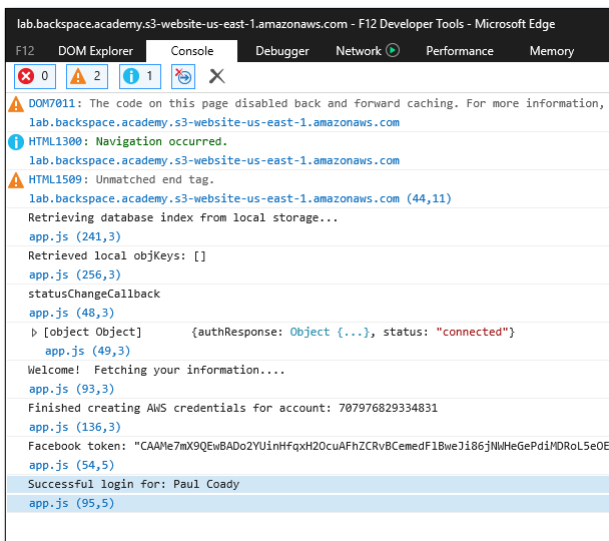 lab.backspace.academy.s3-website-us-east-1.amazonaws.com - F12 Developer Tools - Microsoft Edge
F12 DOM Explorer Console Debugger Network Performance Memory
0 2 1
DOM7011: The code on this page disabled back and forward caching. For more information,
lab.backspace.academy.s3-website-us-east-1.amazonaws.com
HTML1300: Navigation occurred.
lab.backspace.academy.s3-website-us-east-1.amazonaws.com
HTML1509: Unmatched end tag.
lab.backspace.academy.s3-website-us-east-1.amazonaws.com (44,11)
Retrieving database index from local storage...
app.js (241,3)
Retrieved local objKeys: []
app.js (256,3)
statusChangeCallback
app.js (48,3)
[object Object] {authResponse: Object {...}, status: "connected"}
app.js (49,3)
Welcome! Fetching your information....
app.js (93,3)
Finished creating AWS credentials for account: 707976829334831
app.js (136,3)
Facebook token: "CAAMe7mX9QEwBADo2YUinHfqxH2OcuAFhZCRvBCemedFlBweJi86jNWHeGePdiMDRoL5eOE
app.js (54,5)
Successful login for: Paul Coady
app.js (95,5)